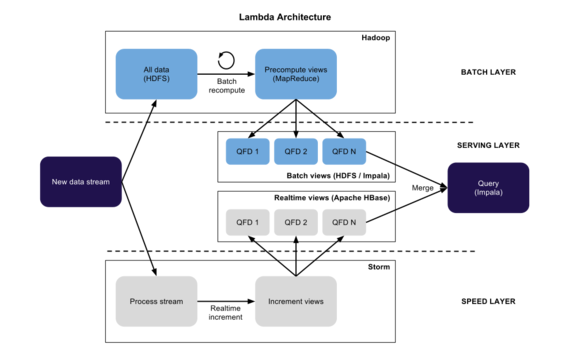 Lambda Architecture
Hadoop
All data
(HDFS)
Batch
recompute
Precompute views
(MapReduce)
BATCH LAYER
QFD 1
QFD 2
QFD N
Batch views (HDFS / Impala)
SERVING LAYER
New data stream
Merge
Query
(Impala)
Realtime views (Apache HBase)
QFD 1
QFD 2
QFD N
Storm
Process stream
Realtime
increment
Increment views
SPEED LAYER